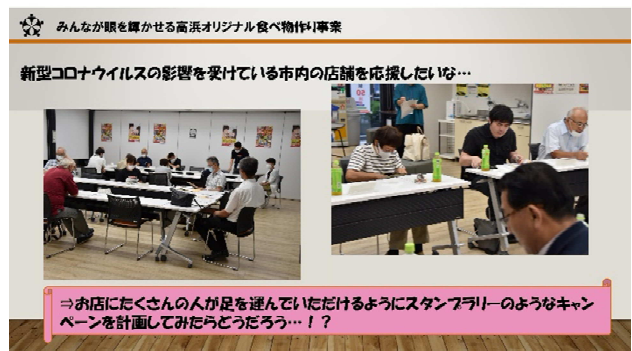 みんなが眼を輝かせる高浜オリジナル食べ物作り事業
新型コロナウイルスの影響を受けている市内の店舗を応援したいな…
⇒お店にたくさんの人が足を運んでいただけるようにスタンプラリーのようなキャン
ペーンを計画してみたらどうだろう…！？